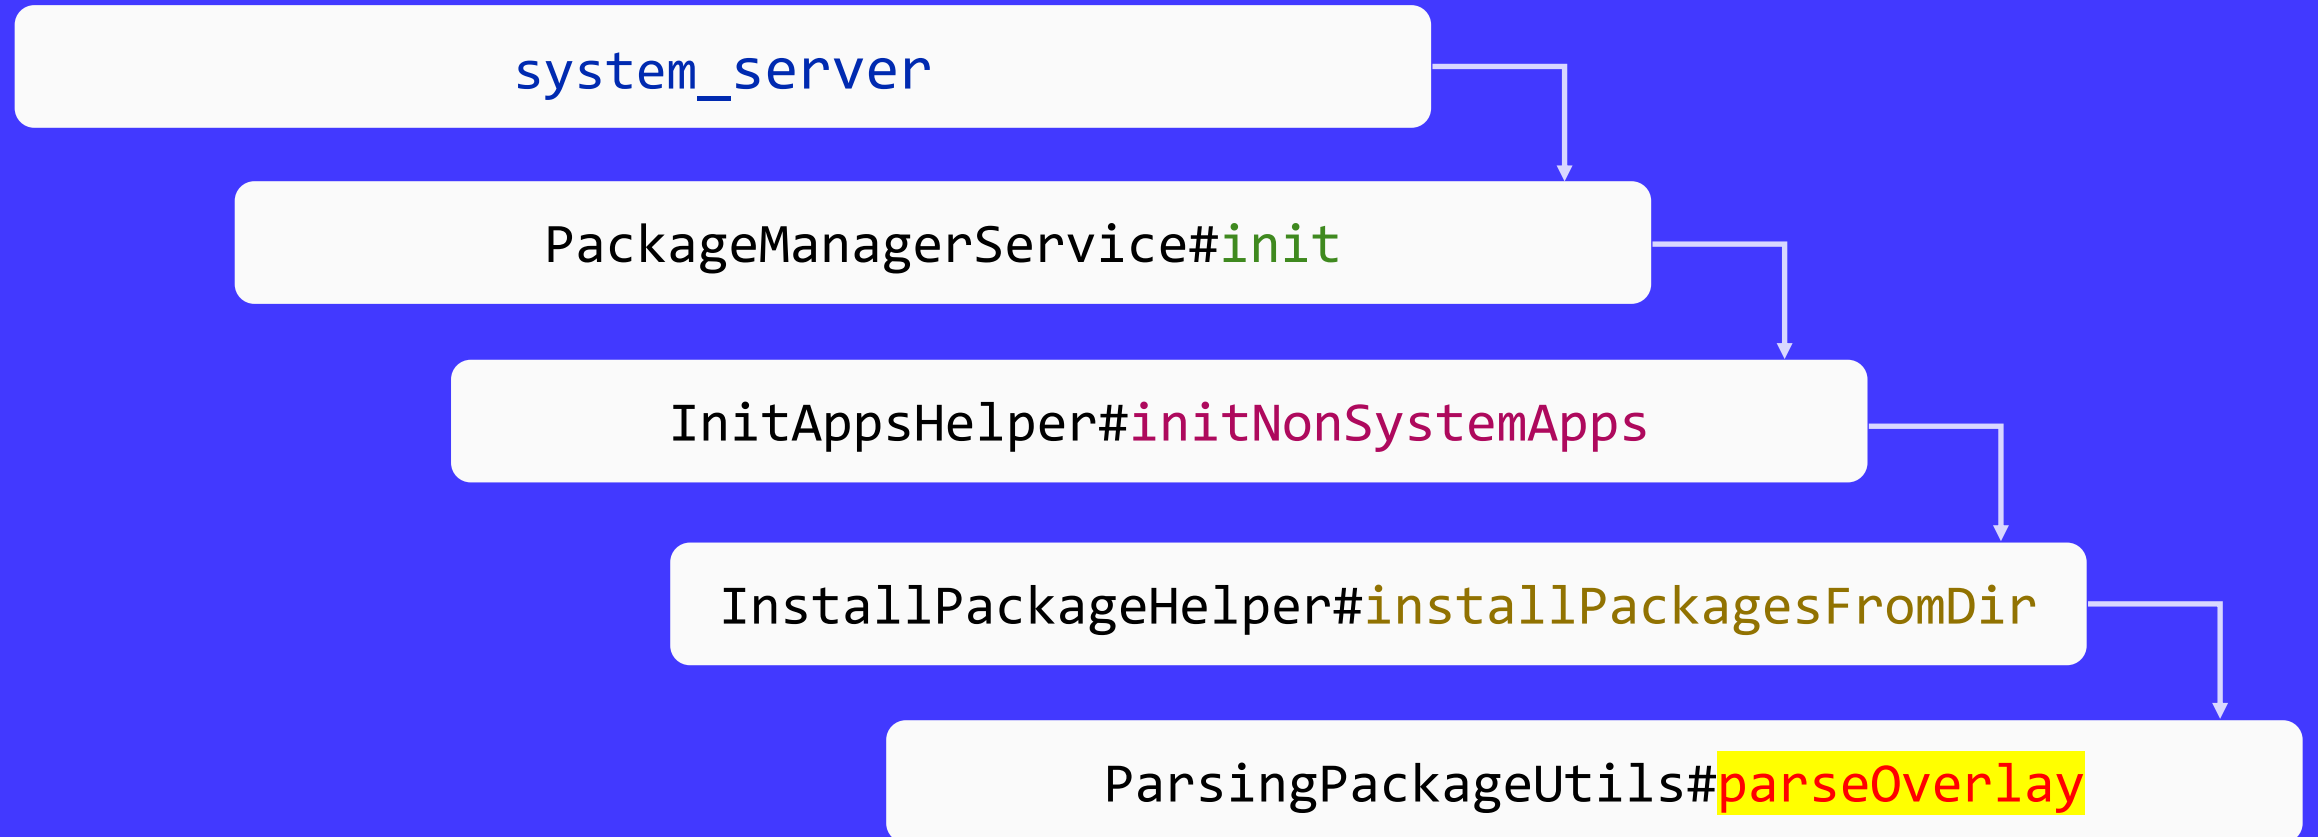 system_server
PackageManagerService#init
InitAppsHelper#initNonSystemApps
InstallPackageHelper#installPackagesFromDir
ParsingPackageUtils#parseOverlay